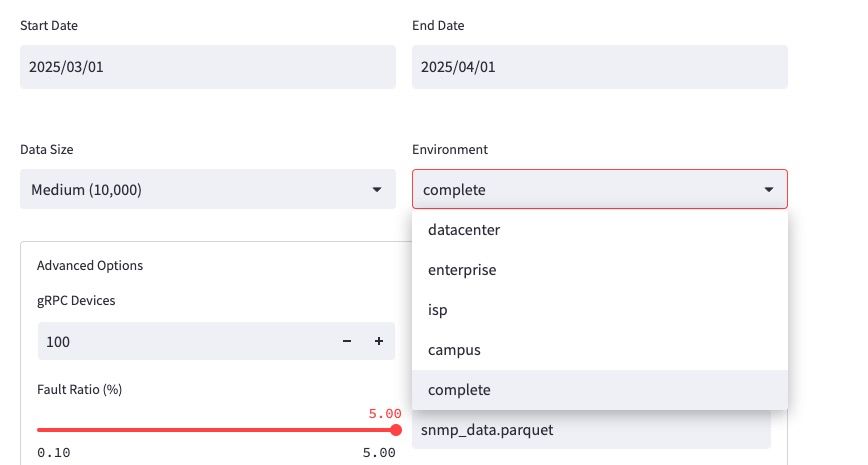 Start Date
End Date
2025/03/01
2025/04/01
Data Size
Environment
Medium (10,000)
complete
datacenter
enterprise
isp
campus
complete
Advanced Options
gRPC Devices
100
− +
Fault Ratio (%)
5.00
0.10
5.00
snmp_data.parquet